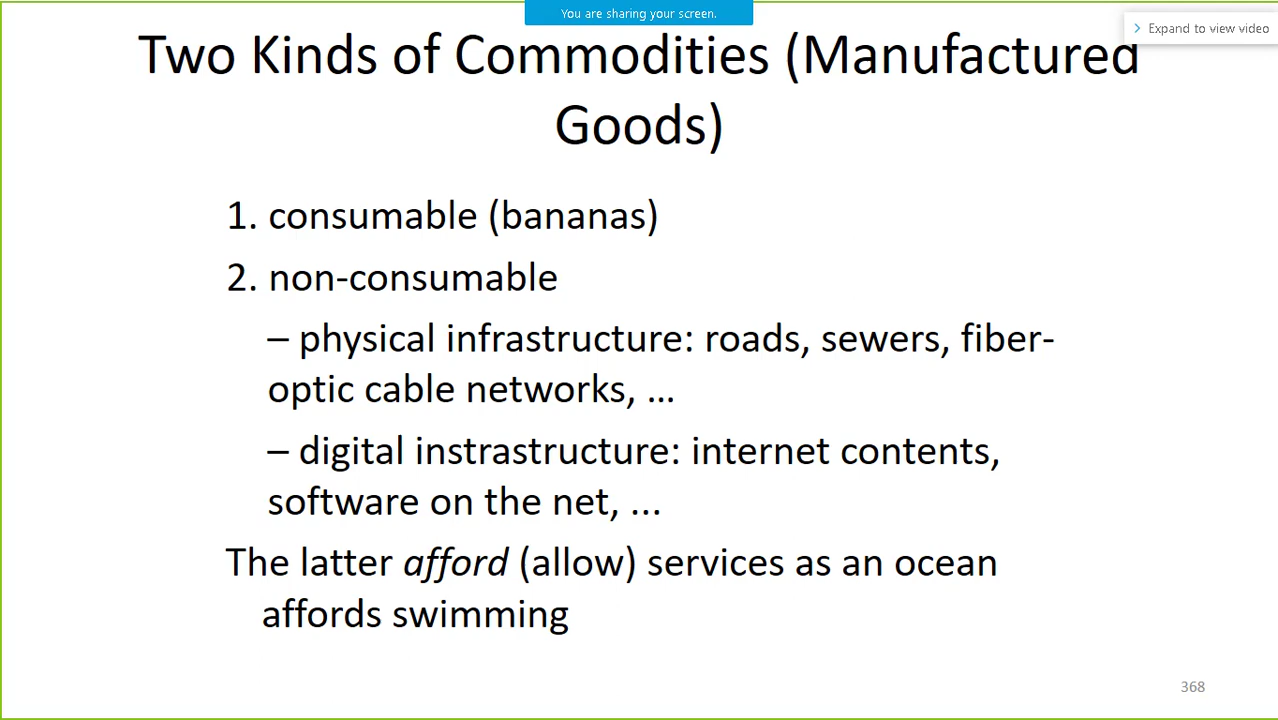 You are sharing your screen.
Expand to view video
Two Kinds of Commodities (Manufactured
Goods)
1. consumable (bananas)
2. non-consumable
– physical infrastructure: roads, sewers, fiber-
optic cable networks, ...
– digital instrastructure: internet contents,
software on the net, ...
The latter afford (allow) services as an ocean
affords swimming
368